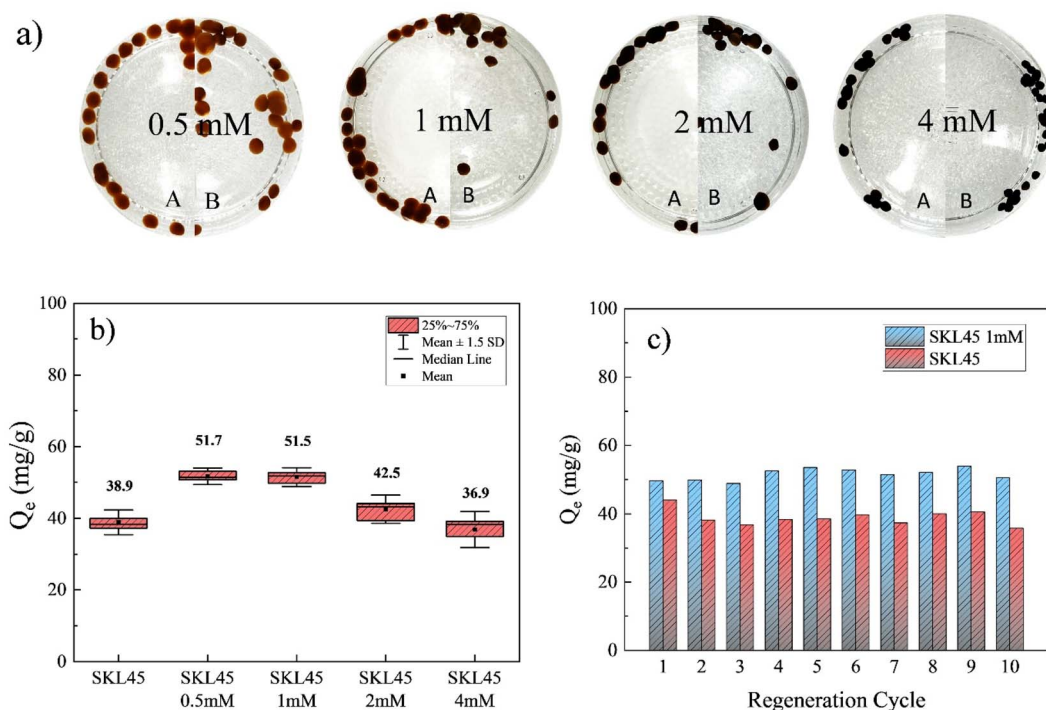 a)
0.5 mM
1 mM
2 mM
4 mM
A B
A B
A B
A B
b)
25%~75%
Mean ± 1.5 SD
Median Line
Mean
100
80
60
40
20
0
Qe (mg/g)
38.9
51.7
51.5
42.5
36.9
SKL45
SKL45
0.5mM
SKL45
1mM
SKL45
2mM
SKL45
4mM
c)
SKL45 1mM
SKL45
100
80
60
40
20
0
Qe (mg/g)
1 2 3 4 5 6 7 8 9 10
Regeneration Cycle